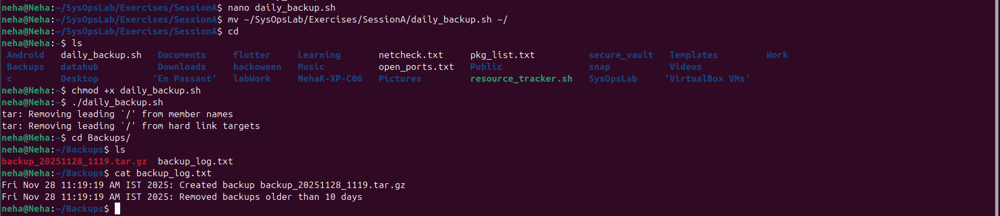 neha@Neha:~/SysOpsLab/Exercises/SessionA$ nano daily_backup.sh
neha@Neha:~/SysOpsLab/Exercises/SessionA$ mv ~/SysOpsLab/Exercises/SessionA/daily_backup.sh ~/
neha@Neha:~/SysOpsLab/Exercises/SessionA$ cd
neha@Neha:~$ ls
Android   daily_backup.sh   Documents     flutter     Learning       netcheck.txt     pkg_list.txt          secure_vault   Templates         Work
Backups   datahub           Downloads     hackoween   Music          open_ports.txt   Public                snap           Videos
c         Desktop          'En Passant'   labWork     NehaK-XP-C06   Pictures         resource_tracker.sh   SysOpsLab     'VirtualBox VMs'
neha@Neha:~$ chmod +x daily_backup.sh
neha@Neha:~$ ./daily_backup.sh
tar: Removing leading `/' from member names
tar: Removing leading `/' from hard link targets
neha@Neha:~$ cd Backups/
neha@Neha:~/Backups$ ls
backup_20251128_1119.tar.gz  backup_log.txt
neha@Neha:~/Backups$ cat backup_log.txt
Fri Nov 28 11:19:19 AM IST 2025: Created backup backup_20251128_1119.tar.gz
Fri Nov 28 11:19:19 AM IST 2025: Removed backups older than 10 days
neha@Neha:~/Backups$